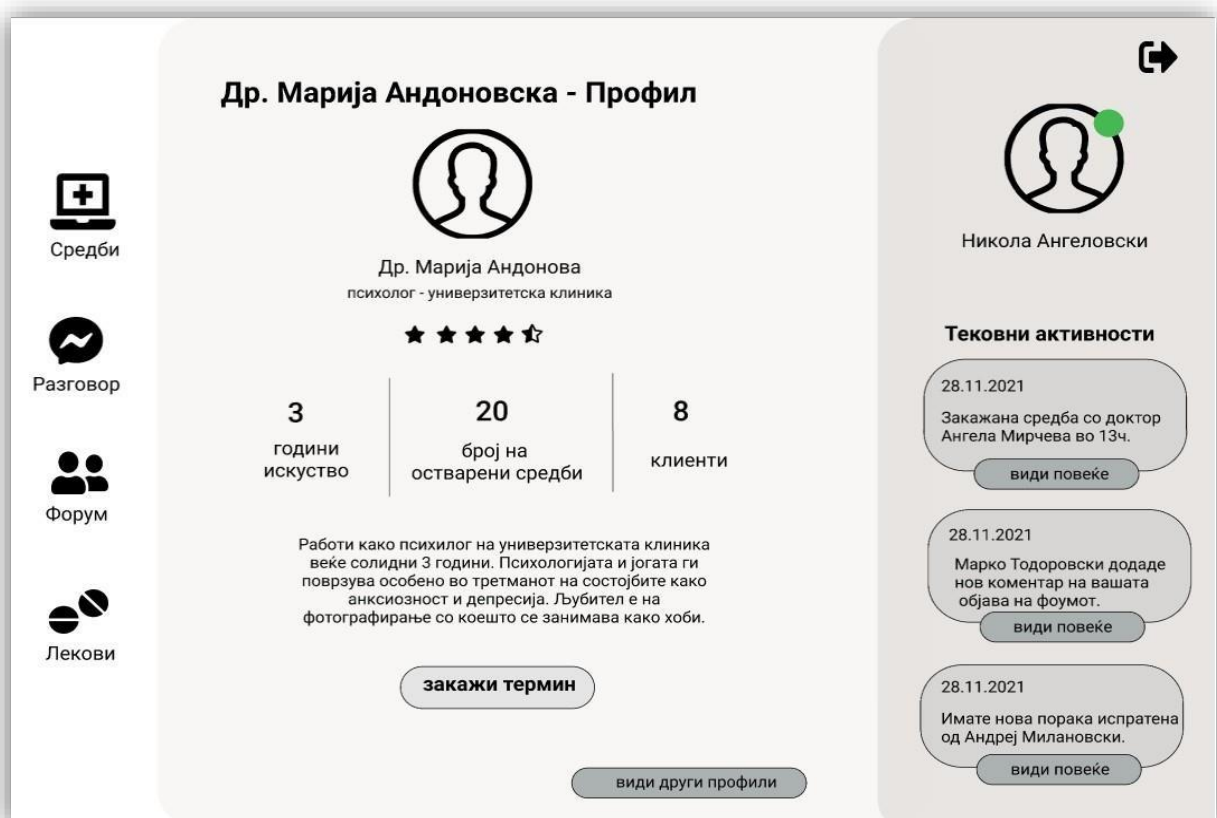 Средби
Разговор
Форум
Лекови
Др. Марија Андоновска - Профил
Др. Марија Андонова
психолог - универзитетска клиника
3
години
искуство
20
број на
остварени средби
8
клиенти
Работи како психилог на универзитетската клиника
веќе солидни 3 години. Психологијата и јогата ги
поврзува особено во третманот на состојбите како
анксиозност и депресија. Љубител е на
фотографирање со коешто се занимава како хоби.
закажи термин
види други профили
Никола Ангеловски
Тековни активности
28.11.2021
Закажана средба со доктор
Ангела Мирчева во 13ч.
види повеќе
28.11.2021
Марко Тодоровски додаде
нов коментар на вашата
објава на фоумот.
види повеќе
28.11.2021
Имате нова порака испратена
од Андреј Милановски.
види повеќе